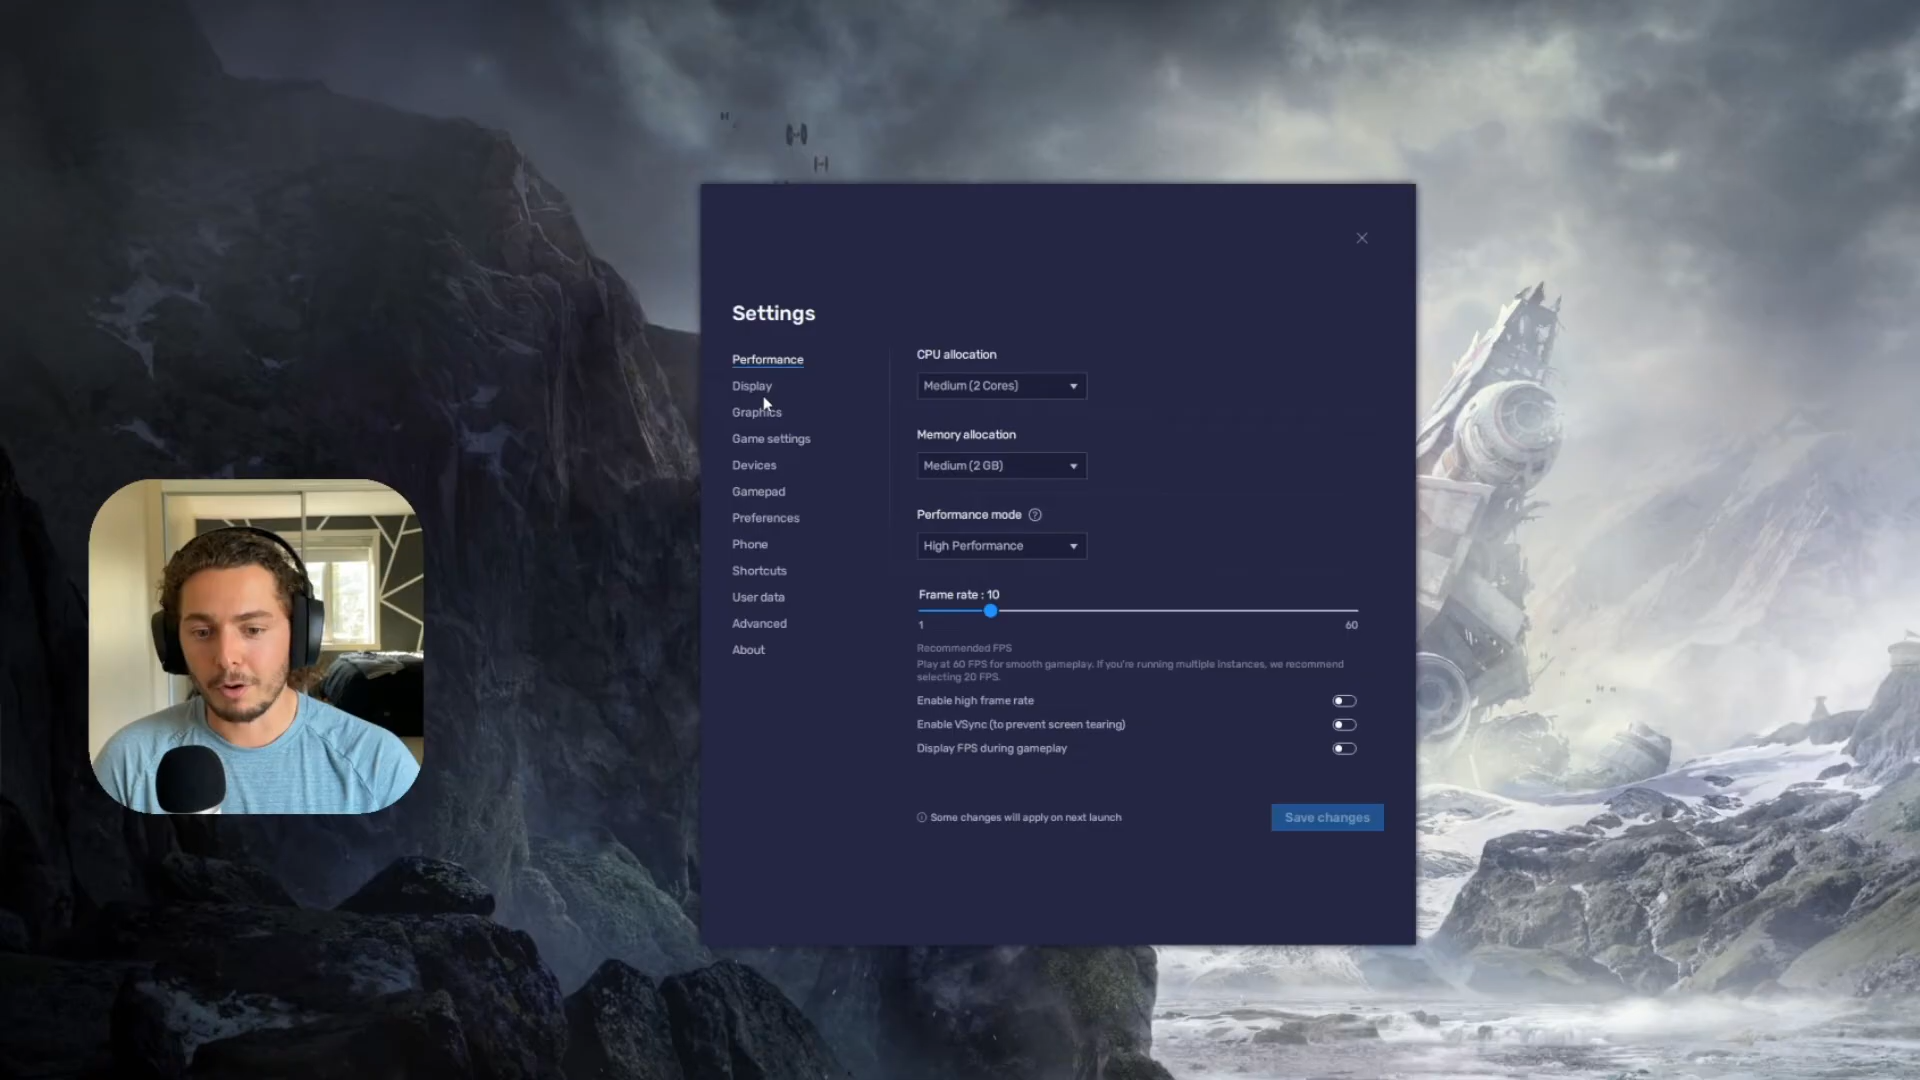 Settings
Performance
Display
Graphics
Game settings
Devices
Gamepad
Preferences
Phone
Shortcuts
User data
Advanced
About
CPU allocation
Medium (2 Cores)
Memory allocation
Medium (2 GB)
Performance mode ?
High Performance
Frame rate : 10
1 60
Recommended FPS
Play at 60 FPS for smooth gameplay. If you're running multiple instances, we recommend
selecting 20 FPS.
Enable high frame rate
Enable VSync (to prevent screen tearing)
Display FPS during gameplay
Some changes will apply on next launch
Save changes